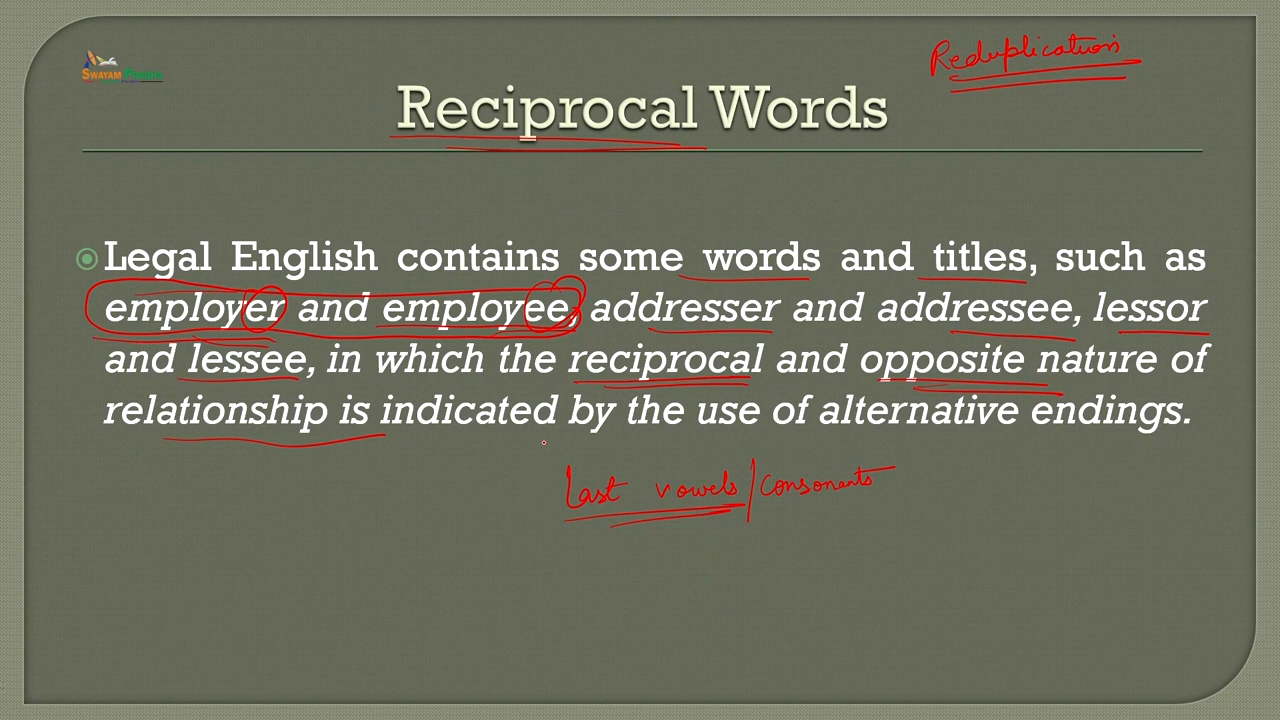 Reduplication
SWAYAM PRABHA
Reciprocal Words
Legal English contains some words and titles, such as
employer and employee, addresser and addressee, lessor
and lessee, in which the reciprocal and opposite nature of
relationship is indicated by the use of alternative endings.
Last vowels/consonents